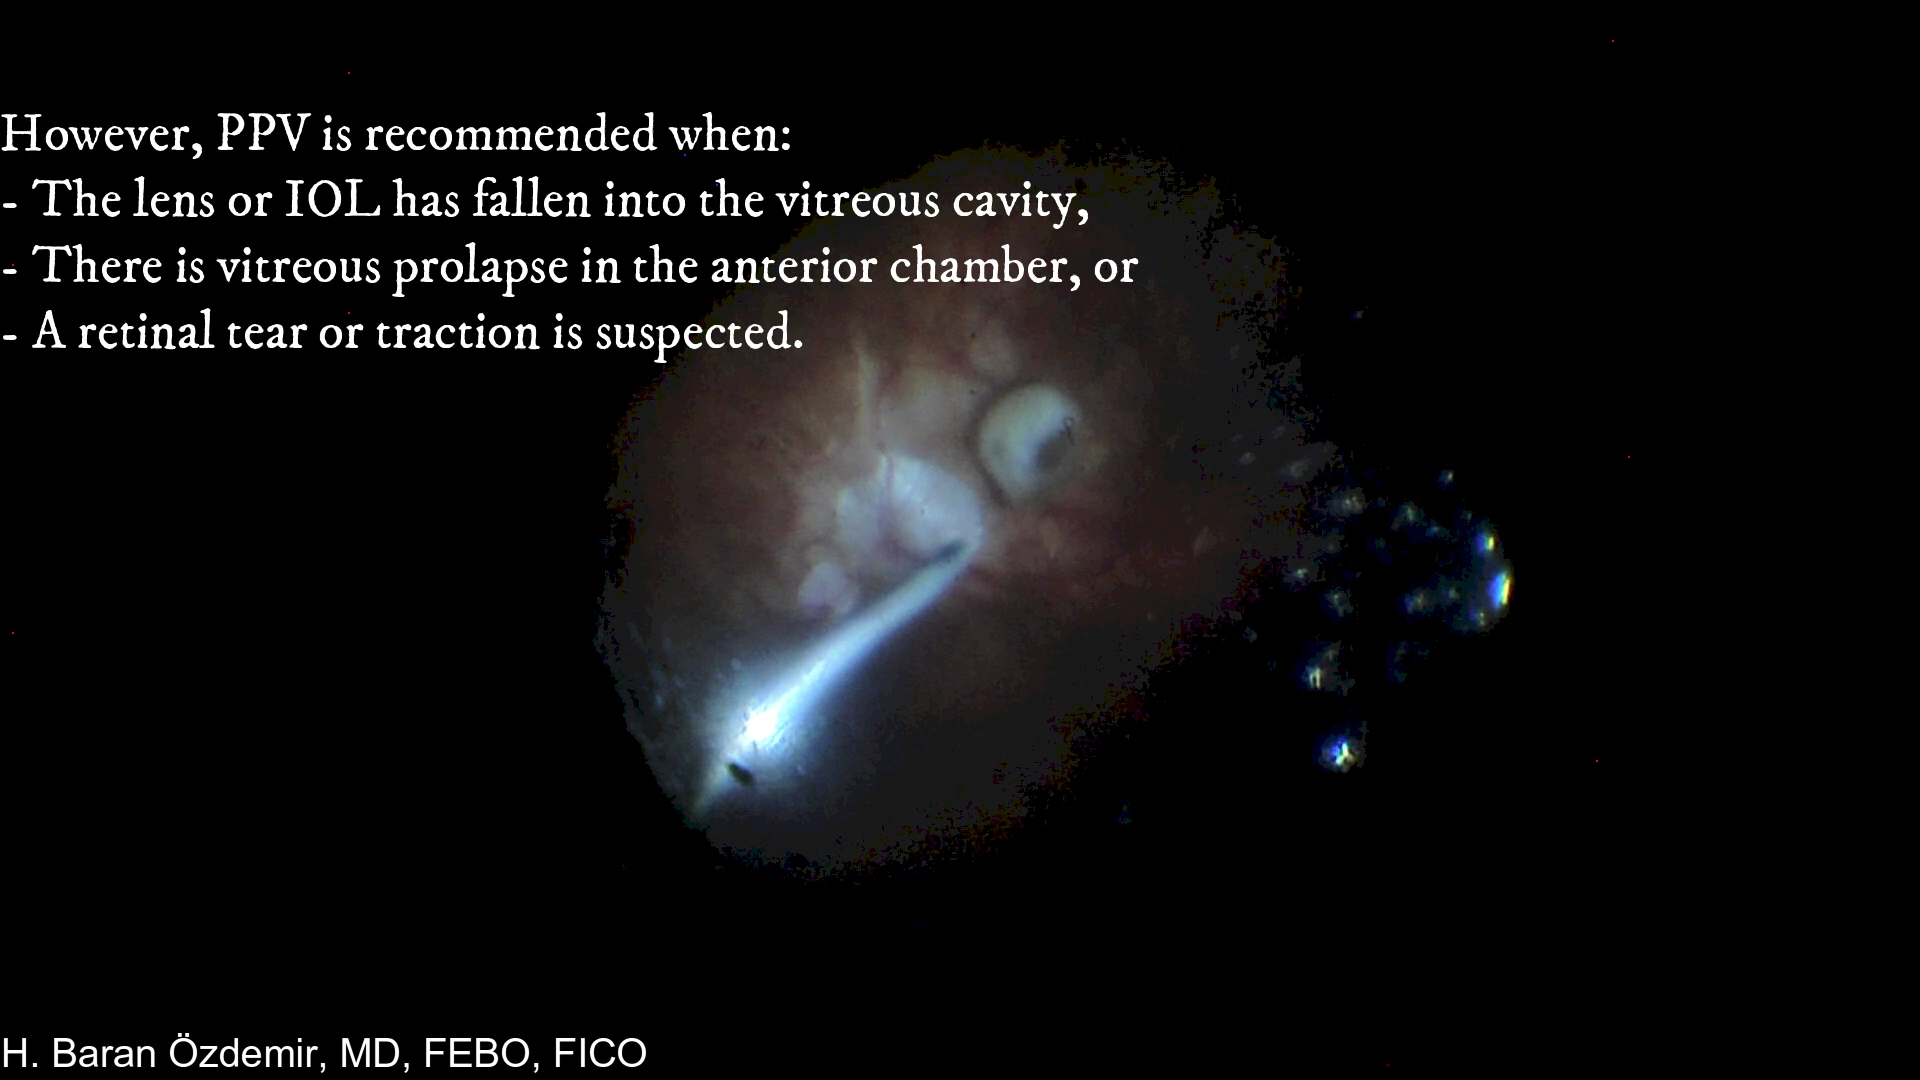 However, PPV is recommended when:
- The lens or IOL has fallen into the vitreous cavity,
- There is vitreous prolapse in the anterior chamber, or
- A retinal tear or traction is suspected.
H. Baran Özdemir, MD, FEBO, FICO